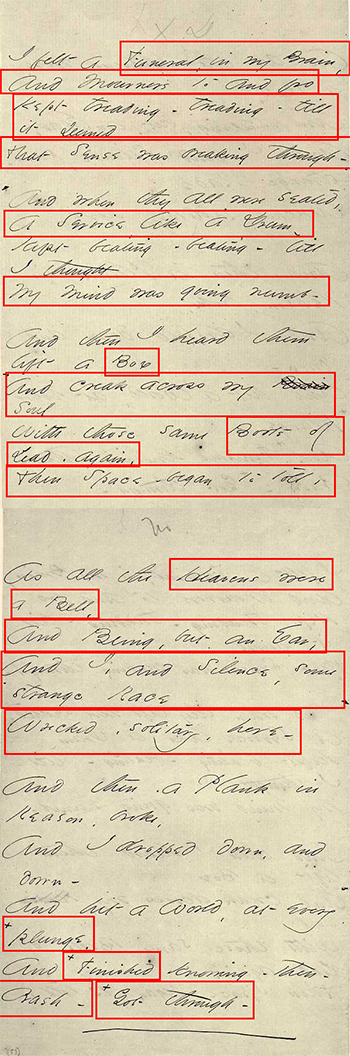 I felt a Funeral, in my Brain,
And Mourners to and fro
Kept treading - treading - till
it seemed
That Sense was breaking through -
And when they all were seated,
A Service, like a Drum -
Kept beating - beating - till
I thought
My mind was going numb -
And then I heard them
lift a Box
And creak across my Brain
Soul
With those same Boots of
Lead, again,
Then Space - began to toll,
As all the Heavens were
a Bell,
And Being, but an Ear,
And I, and Silence, some
strange Race
Wrecked, solitary, here -
And then a Plank in
Reason, broke,
And I dropped down, and
down -
And hit a World, at every
+ plunge,
And + Finished knowing - then -
+ Crash - + Got through -